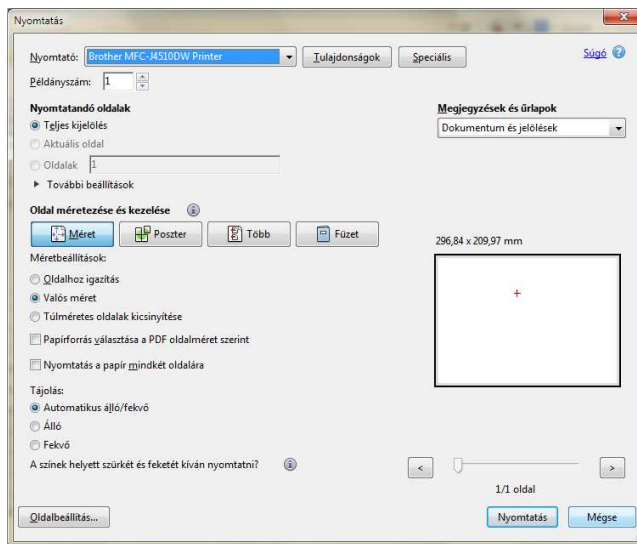 Nyomtatás
Nyomtató: Brother MFC-J4510DW Printer Tulajdonságok Speciális Súgó
Példányszám: 1
Nyomtatandó oldalak
Teljes kijelölés
Aktuális oldal
Oldalak 1
További beállítások
Megjegyzések és űrlapok
Dokumentum és jelölések
Oldal méretezése és kezelése
Méret Poszter Több Füzet
Méretbeállítások:
Oldalhoz igazítás
Valós méret
Túlméretes oldalak kicsinyítése
Papírforrás választása a PDF oldalméret szerint
Nyomtatás a papír mindkét oldalára
Tájolás:
Automatikus álló/fekvő
Álló
Fekvő
A színek helyett szürkét és feketét kíván nyomtatni?
296,84 x 209,97 mm
< >
1/1 oldal
Oldalbeállítás... Nyomtatás Mégse